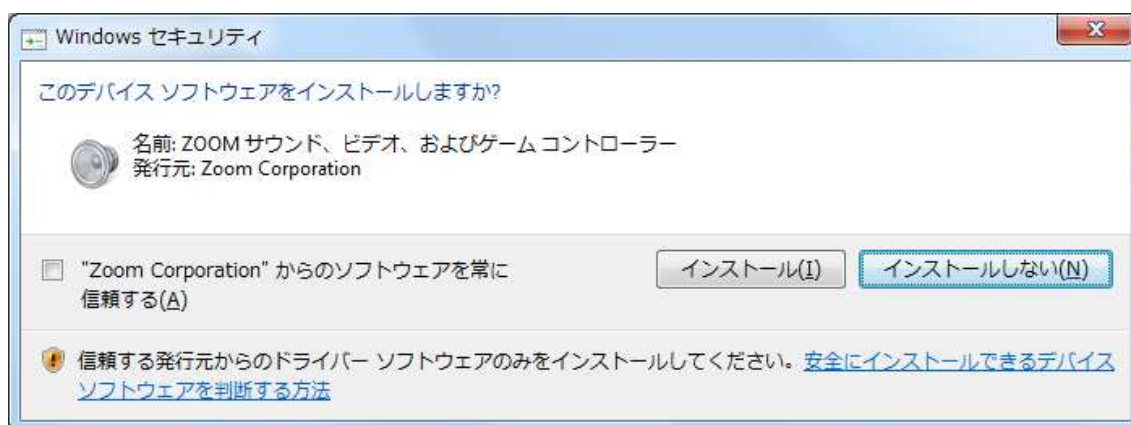 Windows セキュリティ
このデバイス ソフトウェアをインストールしますか?
名前: ZOOM サウンド、ビデオ、およびゲーム コントローラー
発行元: Zoom Corporation
"Zoom Corporation" からのソフトウェアを常に
信頼する(A)
インストール(I)
インストールしない(N)
信頼する発行元からのドライバー ソフトウェアのみをインストールしてください。安全にインストールできるデバイス
ソフトウェアを判断する方法